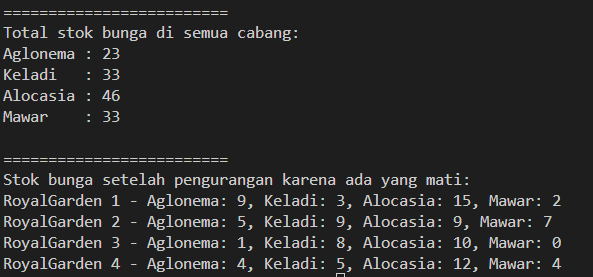 =========================
Total stok bunga di semua cabang:
Aglonema : 23
Keladi   : 33
Alocasia : 46
Mawar    : 33
=========================
Stok bunga setelah pengurangan karena ada yang mati:
RoyalGarden 1 - Aglonema: 9, Keladi: 3, Alocasia: 15, Mawar: 2
RoyalGarden 2 - Aglonema: 5, Keladi: 9, Alocasia: 9, Mawar: 7
RoyalGarden 3 - Aglonema: 1, Keladi: 8, Alocasia: 10, Mawar: 0
RoyalGarden 4 - Aglonema: 4, Keladi: 5, Alocasia: 12, Mawar: 4